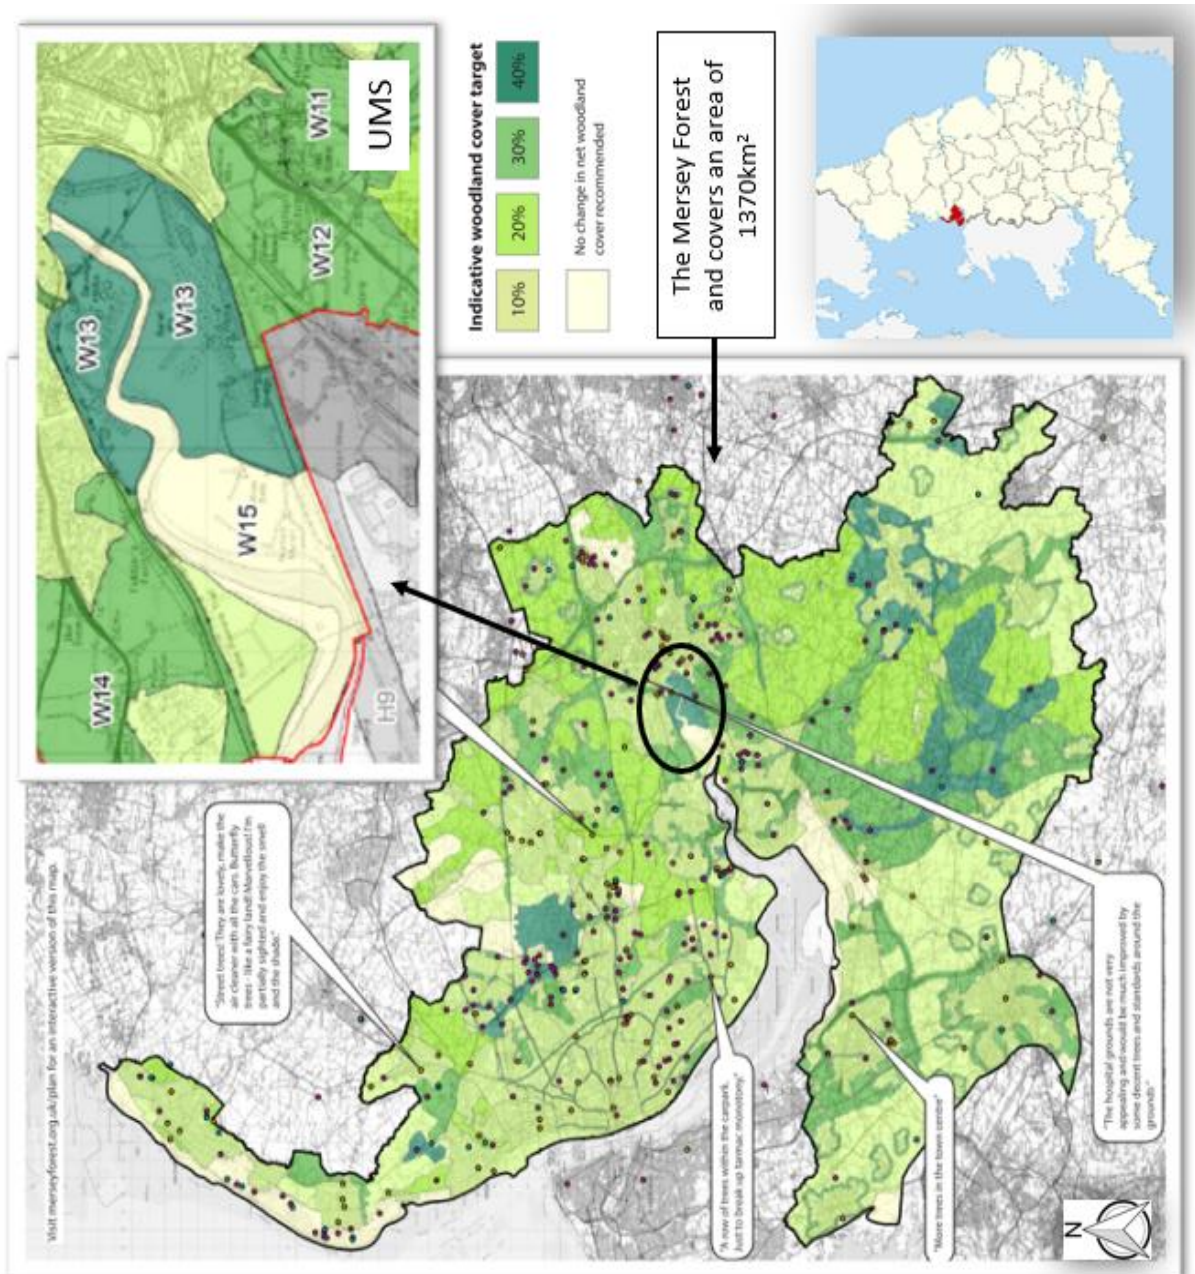 UMS
W11
W12
W13
W13
W14
W15
H9
Indicative woodland cover target
10%
20%
30%
40%
No change in net woodland
cover recommended
The Mersey Forest
and covers an area of
1370km²
Visit merseyforest.org.uk/plan for an interactive version of this map.
"Street trees! They are lovely, make the
air cleaner with all the cars. Butterfly
trees - like a fairy land! Marvellous! I'm
partially sighted and enjoy the smell
and the shade."
"A row of trees within the carpark.
Just to break up tarmac monotony."
"More trees in the town centre"
"The hospital grounds are not very
appealing and would be much improved by
some decent trees and standards around the
grounds"
N